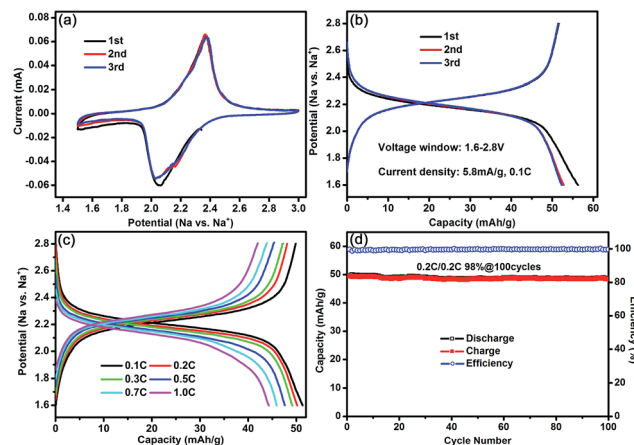 (a)
1st
2nd
3rd
Current (mA)
0.08
0.06
0.04
0.02
0.00
-0.02
-0.04
-0.06
1.4 1.6 1.8 2.0 2.2 2.4 2.6 2.8 3.0
Potential (Na vs. Na⁺)
(b)
1st
2nd
3rd
Voltage window: 1.6-2.8V
Current density: 5.8mA/g, 0.1C
Potential (Na vs. Na⁺)
2.8
2.6
2.4
2.2
2.0
1.8
1.6
1.4
0 10 20 30 40 50 60
Capacity (mAh/g)
(c)
Potential (Na vs. Na⁺)
2.8
2.6
2.4
2.2
2.0
1.8
1.6
0.1C 0.2C
0.3C 0.5C
0.7C 1.0C
0 10 20 30 40 50
Capacity (mAh/g)
(d)
0.2C/0.2C 98%@100cycles
Discharge
Charge
Efficiency
Capacity (mAh/g)
60
50
40
30
20
10
0
100
80
60
40
20
0
Efficiency (%)
0 20 40 60 80 100
Cycle Number